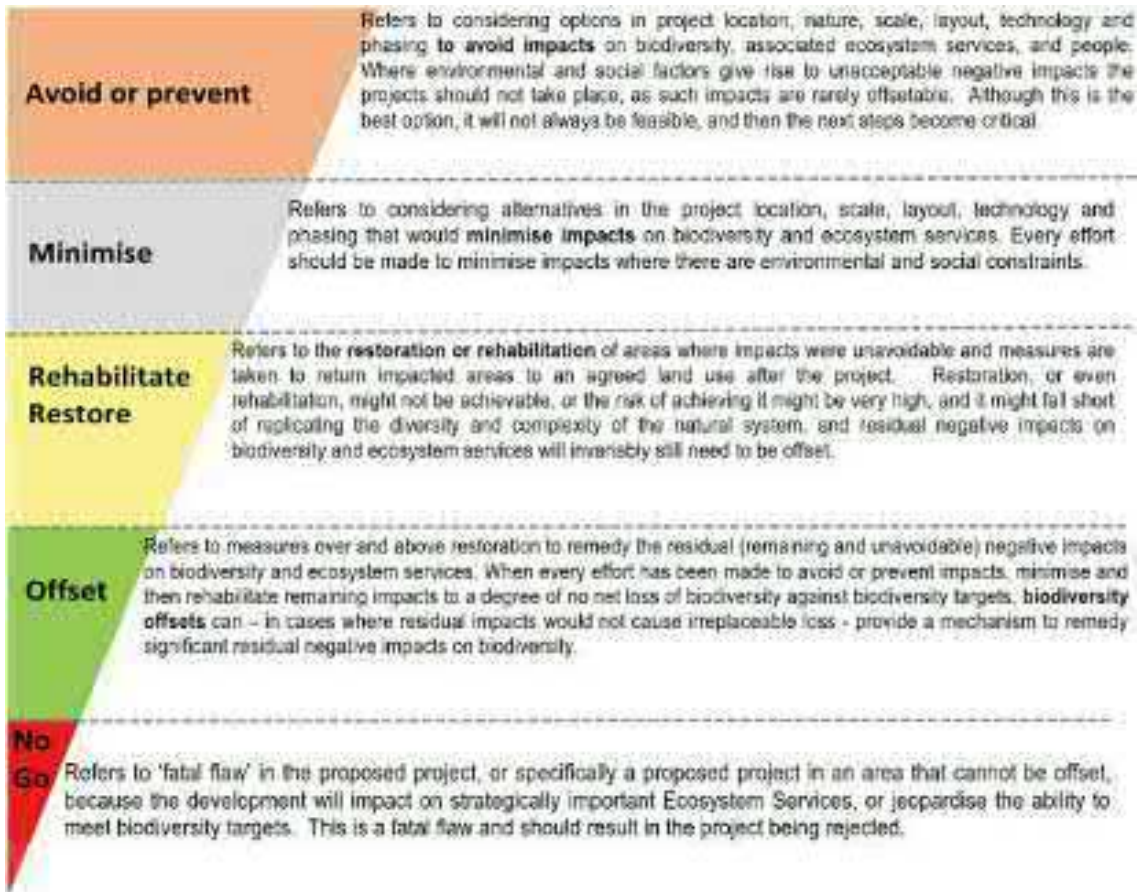 Avoid or prevent
Refers to considering options in project location, nature, scale, layout, technology and
phasing to avoid impacts on biodiversity, associated ecosystem services, and people.
Where environmental and social factors give rise to unacceptable negative impacts the
projects should not take place, as such impacts are rarely offsetable. Although this is the
best option, it will not always be feasible, and then the next steps become critical.
Minimise
Refers to considering alternatives in the project location, scale, layout, technology and
phasing that would minimise impacts on biodiversity and ecosystem services. Every effort
should be made to minimise impacts where there are environmental and social constraints.
Rehabilitate
Restore
Refers to the restoration or rehabilitation of areas where impacts were unavoidable and measures are
taken to return impacted areas to an agreed land use after the project. Restoration, or even
rehabilitation, might not be achievable, or the risk of achieving it might be very high, and it might fall short
of replicating the diversity and complexity of the natural system, and residual negative impacts on
biodiversity and ecosystem services will invariably still need to be offset.
Offset
Refers to measures over and above restoration to remedy the residual (remaining and unavoidable) negative impacts
on biodiversity and ecosystem services. When every effort has been made to avoid or prevent impacts, minimise and
then rehabilitate remaining impacts to a degree of no net loss of biodiversity against biodiversity targets, biodiversity
offsets can – in cases where residual impacts would not cause irreplaceable loss - provide a mechanism to remedy
significant residual negative impacts on biodiversity.
No
Go
Refers to 'fatal flaw' in the proposed project, or specifically a proposed project in an area that cannot be offset,
because the development will impact on strategically important Ecosystem Services, or jeopardise the ability to
meet biodiversity targets. This is a fatal flaw and should result in the project being rejected.